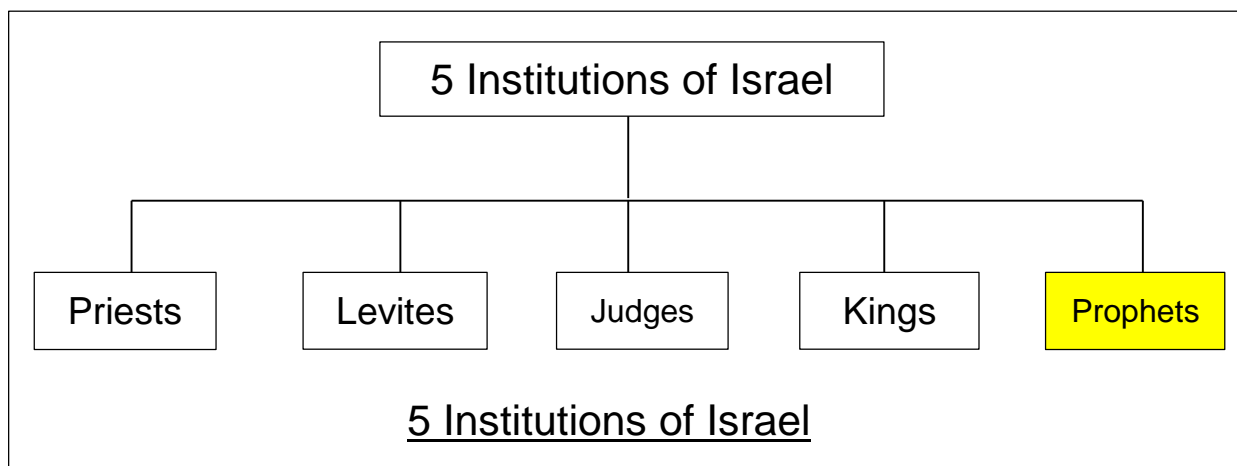 5 Institutions of Israel
Priests
Levites
Judges
Kings
Prophets
5 Institutions of Israel